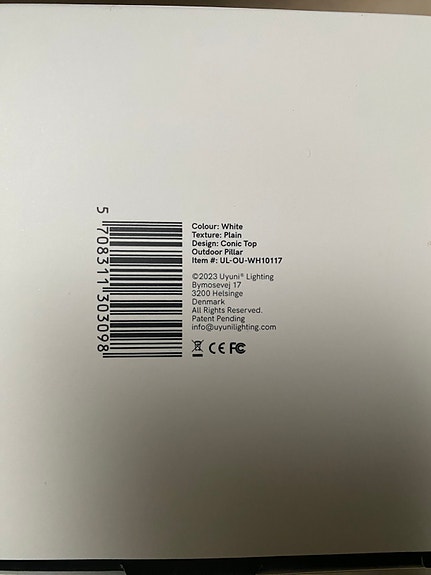 5 708311 303098
Colour: White
Texture: Plain
Design: Conic Top
Outdoor Pillar
Item #: UL-OU-WH10117
©2023 Uyuni® Lighting
Bymosevej 17
3200 Helsinge
Denmark
All Rights Reserved.
Patent Pending
info@uyunilighting.com
CE FC